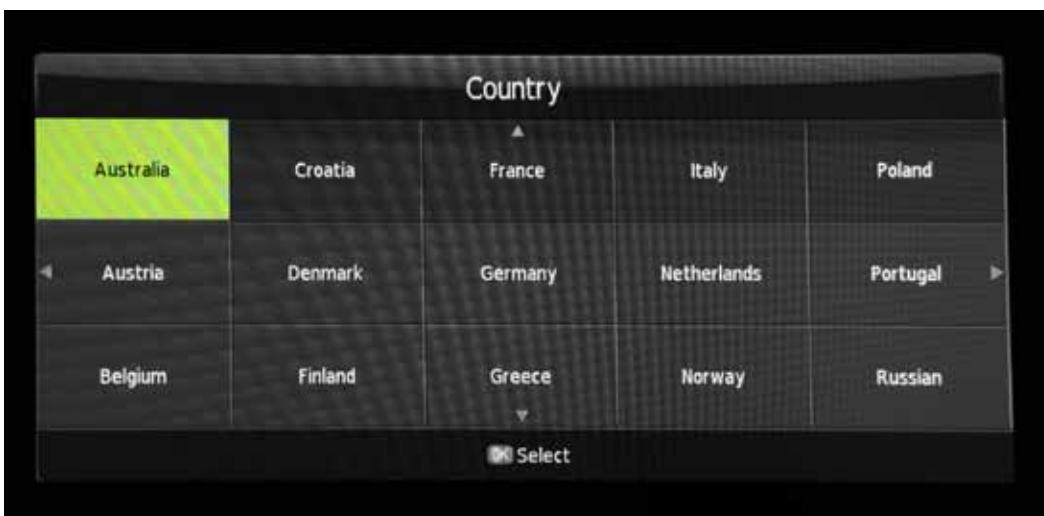 Country
Australia Croatia France Italy Poland
Austria Denmark Germany Netherlands Portugal
Belgium Finland Greece Norway Russian
OK Select